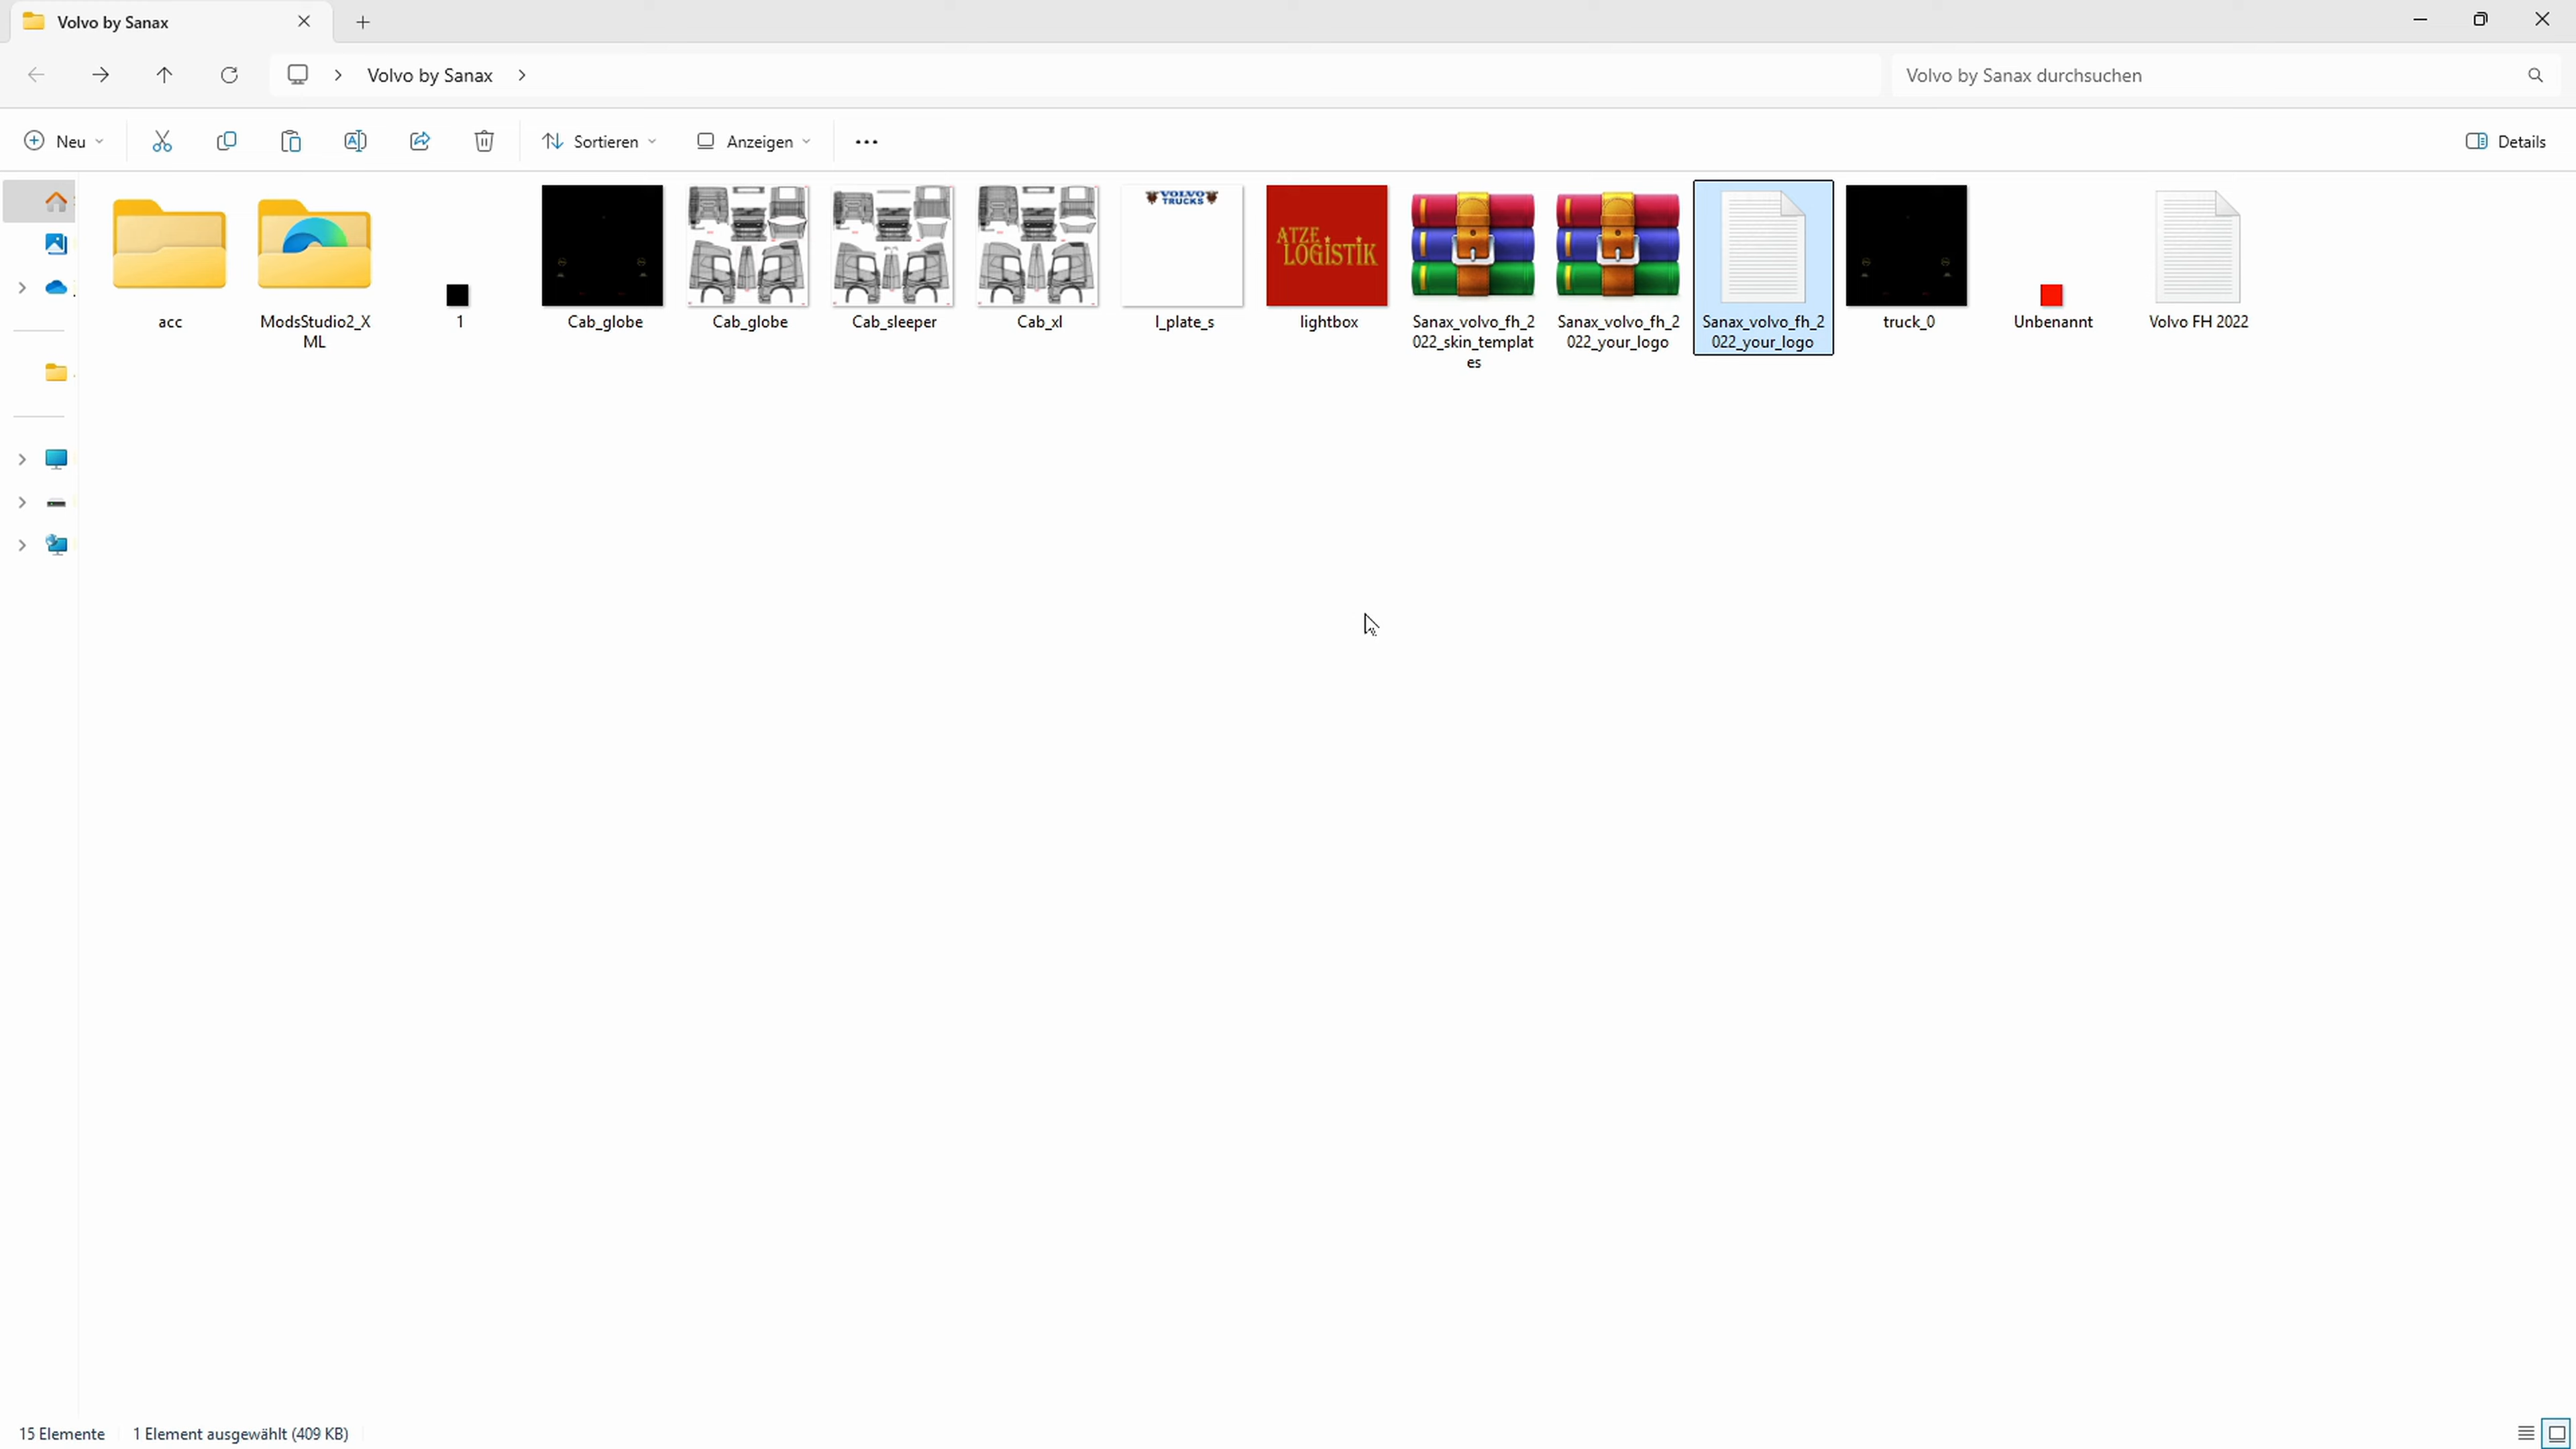 Volvo by Sanax
Volvo by Sanax
Volvo by Sanax durchsuchen
Neu
Sortieren
Anzeigen
Details
VOLVO
TRUCKS
ATZE
LOGISTIK
acc
ModsStudio2_X
ML
1
Cab_globe
Cab_globe
Cab_sleeper
Cab_xl
l_plate_s
lightbox
Sanax_volvo_fh_2
022_skin_templat
es
Sanax_volvo_fh_2
022_your_logo
Sanax_volvo_fh_2
022_your_logo
truck_0
Unbenannt
Volvo FH 2022
15 Elemente
1 Element ausgewählt (409 KB)